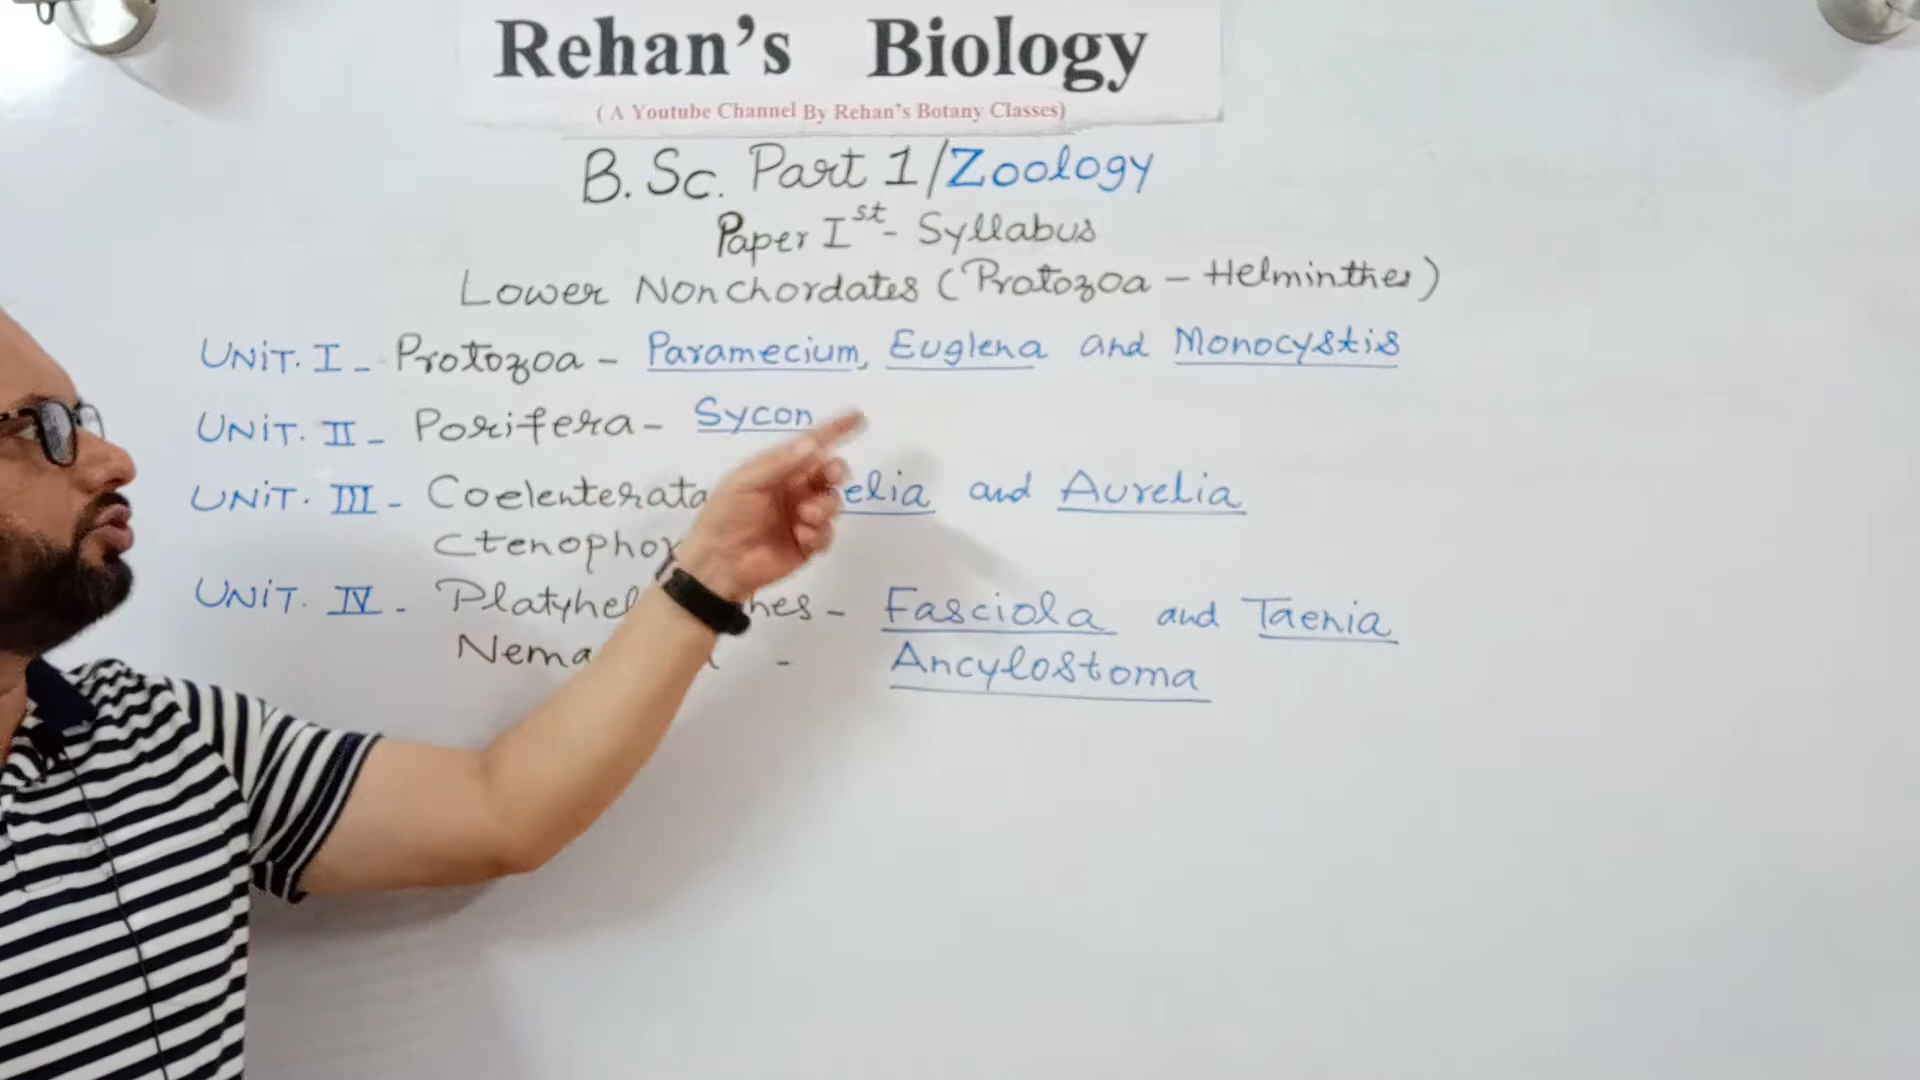 Rehan's Biology
( A Youtube Channel By Rehan's Botany Classes)
B.Sc. Part 1/Zoology
Paper Ist- Syllabus
Lower Nonchordates (Protozoa - Helminthes)
UNiT. I - Protozoa - Paramecium, Euglena and Monocystis
UNiT. II - Porifera - Sycon
UNiT. III - Coelenterata and Aurelia
UNiT. IV - Fasciola and Taenia
- Ancylostoma